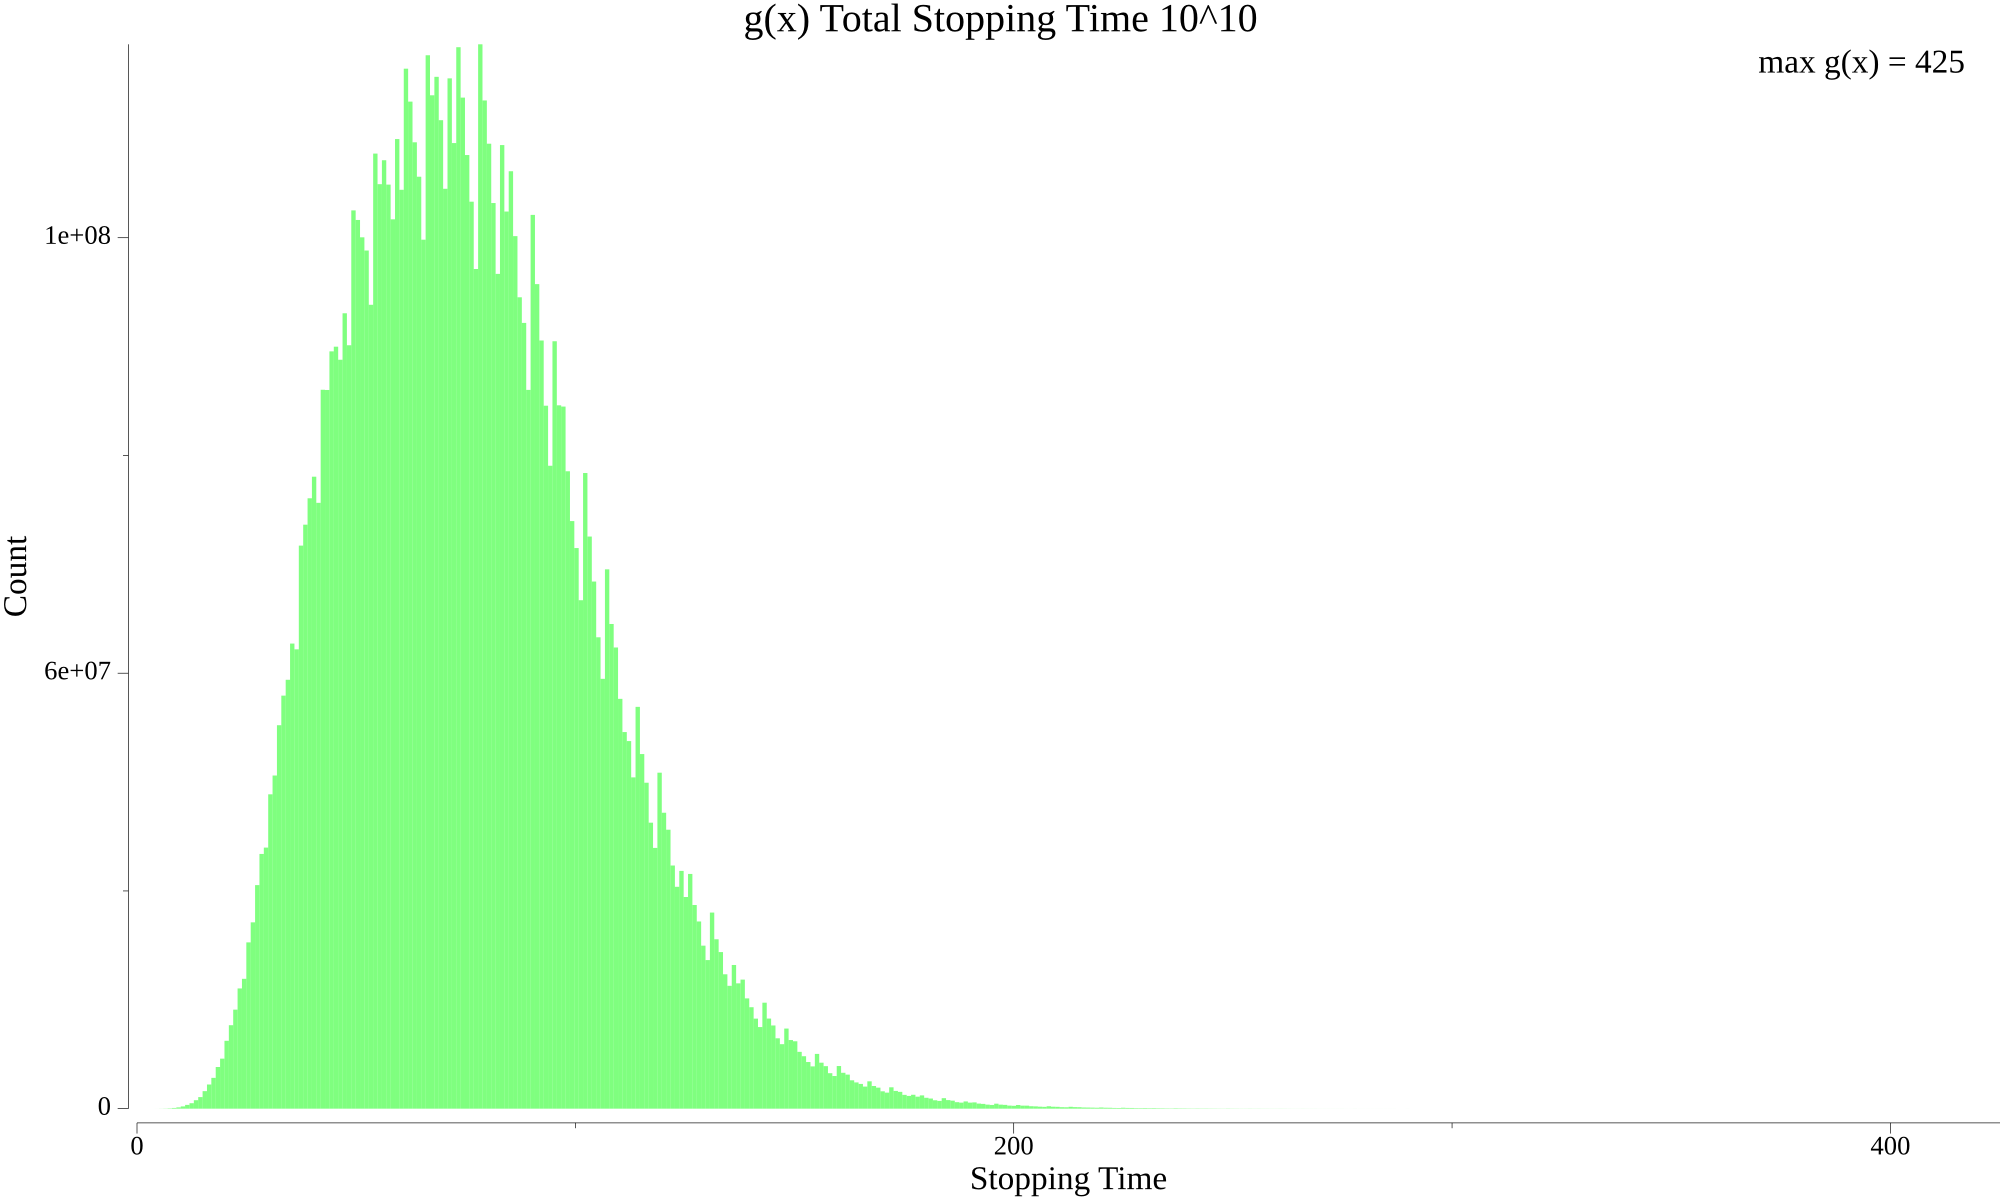 g(x) Total Stopping Time 10^10
max g(x) = 425
1e+08
6e+07
0
Count
0 200 400
Stopping Time